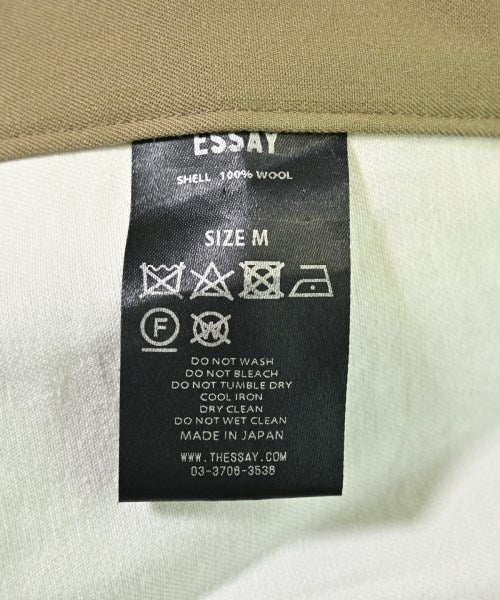 ESSAY
SHELL 100% WOOL
SIZE M
F
W
DO NOT WASH
DO NOT BLEACH
DO NOT TUMBLE DRY
COOL IRON
DRY CLEAN
DO NOT WET CLEAN
MADE IN JAPAN
WWW.THESSAY.COM
03-3706-3536